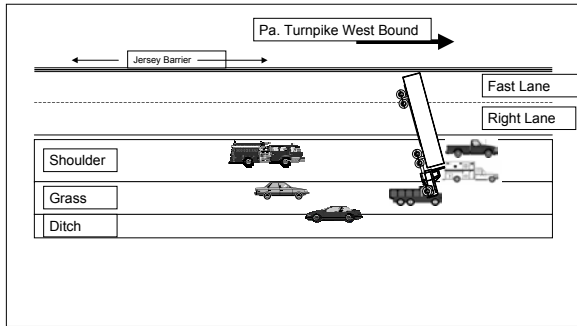 Pa. Turnpike West Bound
Jersey Barrier
Fast Lane
Right Lane
Shoulder
Grass
Ditch